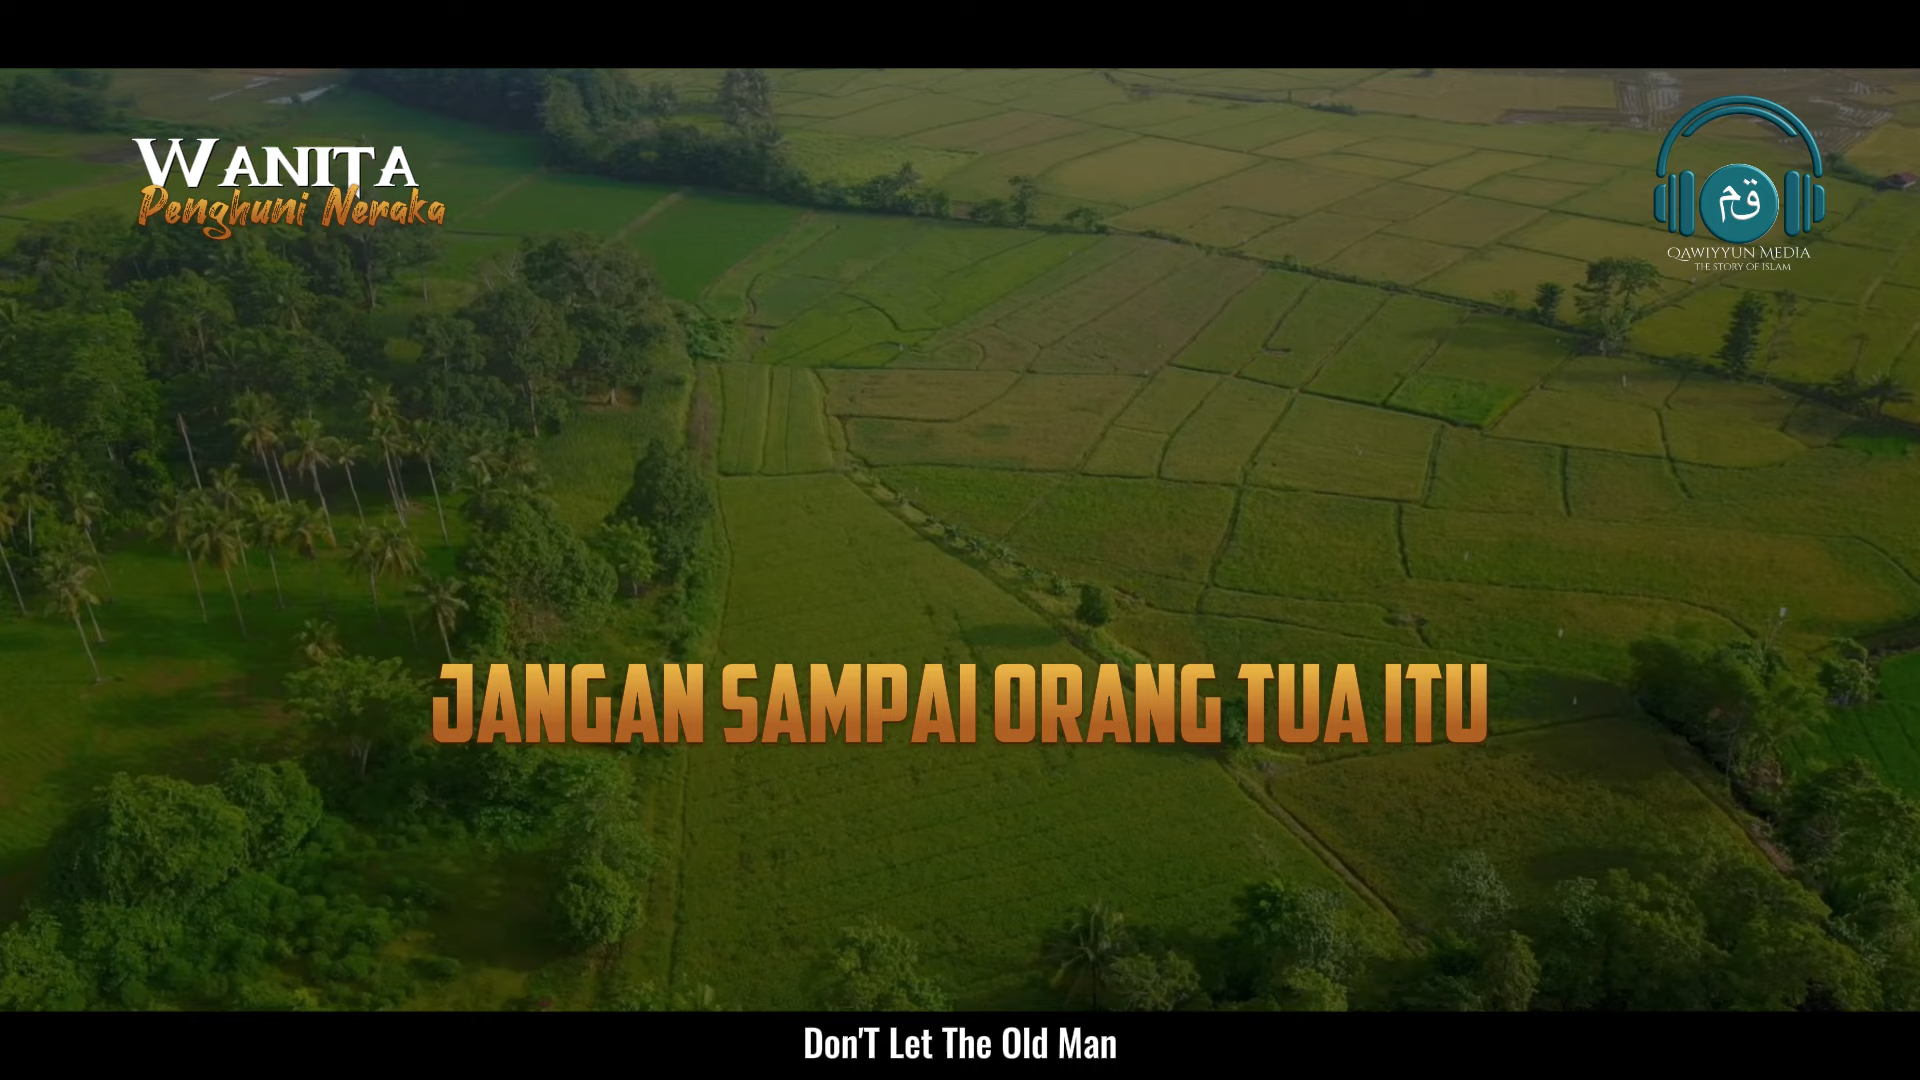 WANITA
Penghuni Neraka
قم
QAWIYYUN MEDIA
THE STORY OF ISLAM
JANGAN SAMPAI ORANG TUA ITU
Don'T Let The Old Man